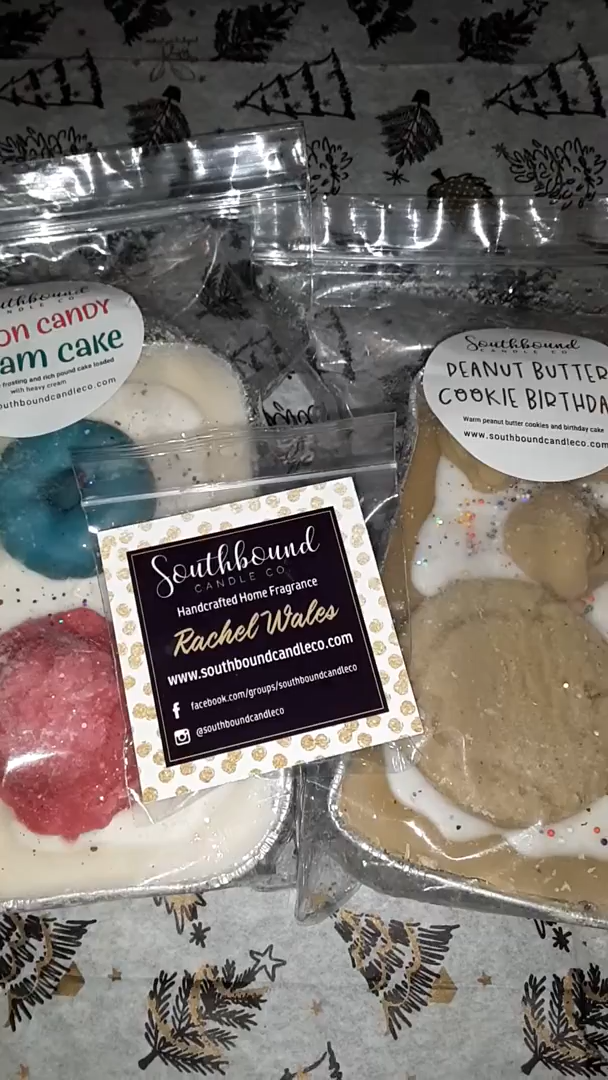 ON CANDY
AM CAKE
frosting and rich pound cake loaded
with heavy cream
Southbound
CANDLE CO
PEANUT BUTTER
COOKIE BIRTHDA
Warm peanut butter cookies and birthday cake
www.southboundcandleco.com
Southbound
CANDLE CO
Handcrafted Home Fragrance
Rachel Wales
www.southboundcandleco.com
facebook.com/groups/southboundcandleco
@southboundcandleco